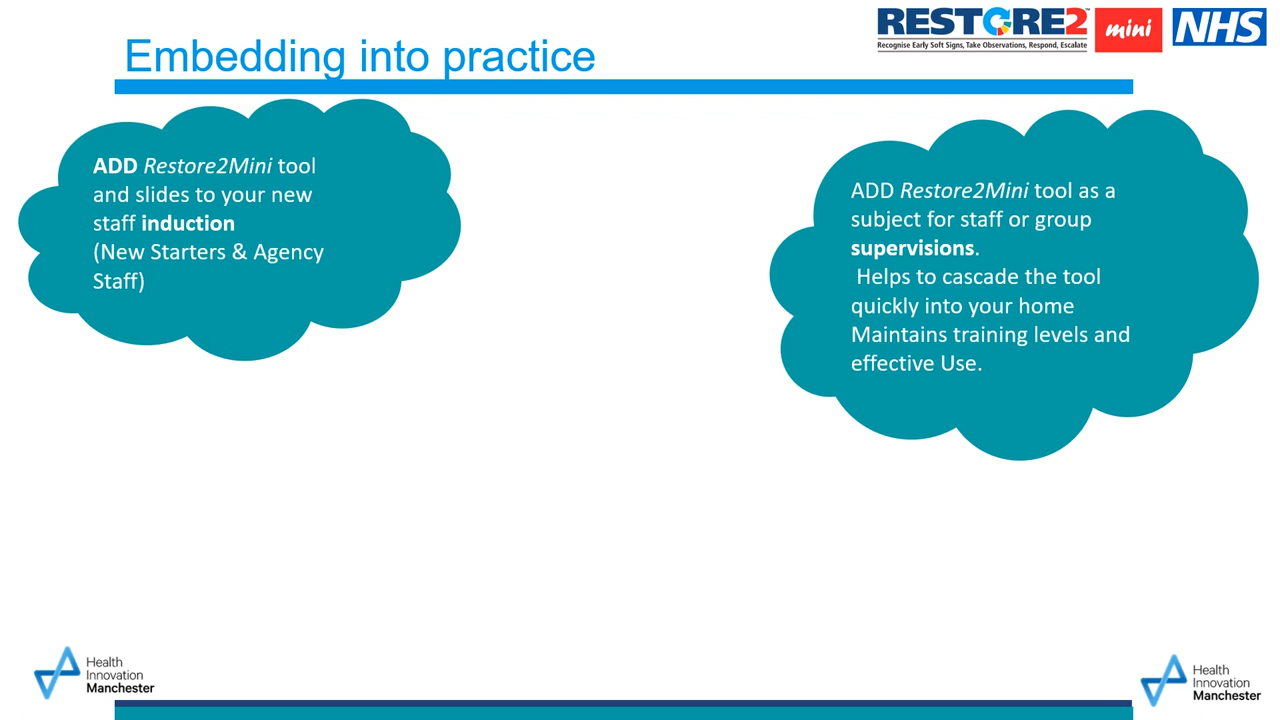 Embedding into practice
RESTORE2™ mini NHS
Recognise Early Soft Signs, Take Observations, Respond, Escalate
ADD Restore2Mini tool
and slides to your new
staff induction
(New Starters & Agency
Staff)
ADD Restore2Mini tool as a
subject for staff or group
supervisions.
Helps to cascade the tool
quickly into your home
Maintains training levels and
effective Use.
Health
Innovation
Manchester
Health
Innovation
Manchester